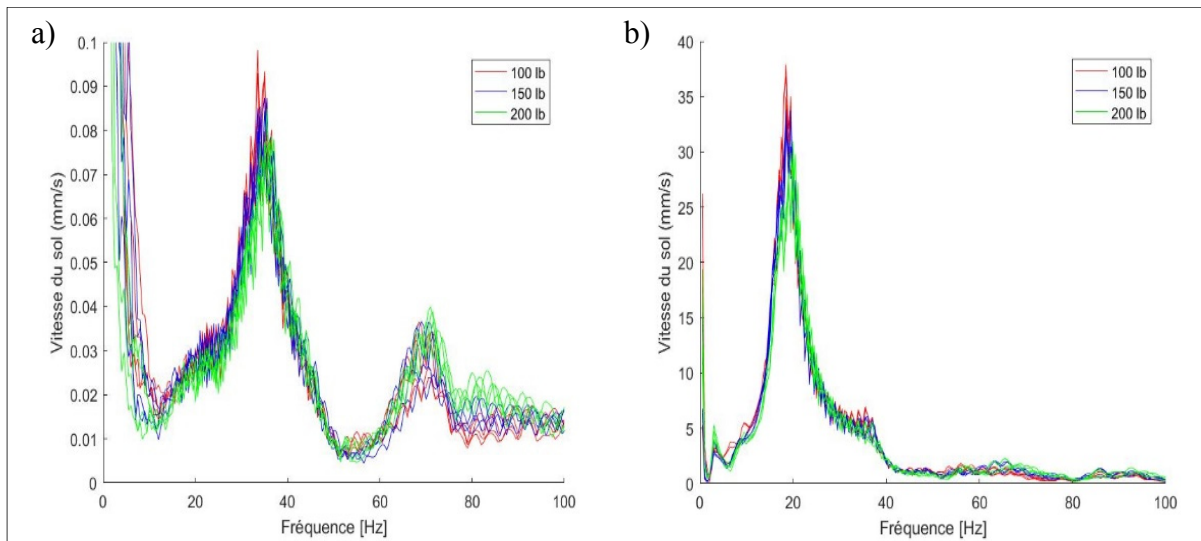 a)
0.1
0.09
0.08
0.07
0.06
0.05
0.04
0.03
0.02
0.01
0
Vitesse du sol (mm/s)
100 lb
150 lb
200 lb
0 20 40 60 80 100
Fréquence [Hz]
b)
40
35
30
25
20
15
10
5
0
Vitesse du sol (mm/s)
100 lb
150 lb
200 lb
0 20 40 60 80 100
Fréquence [Hz]